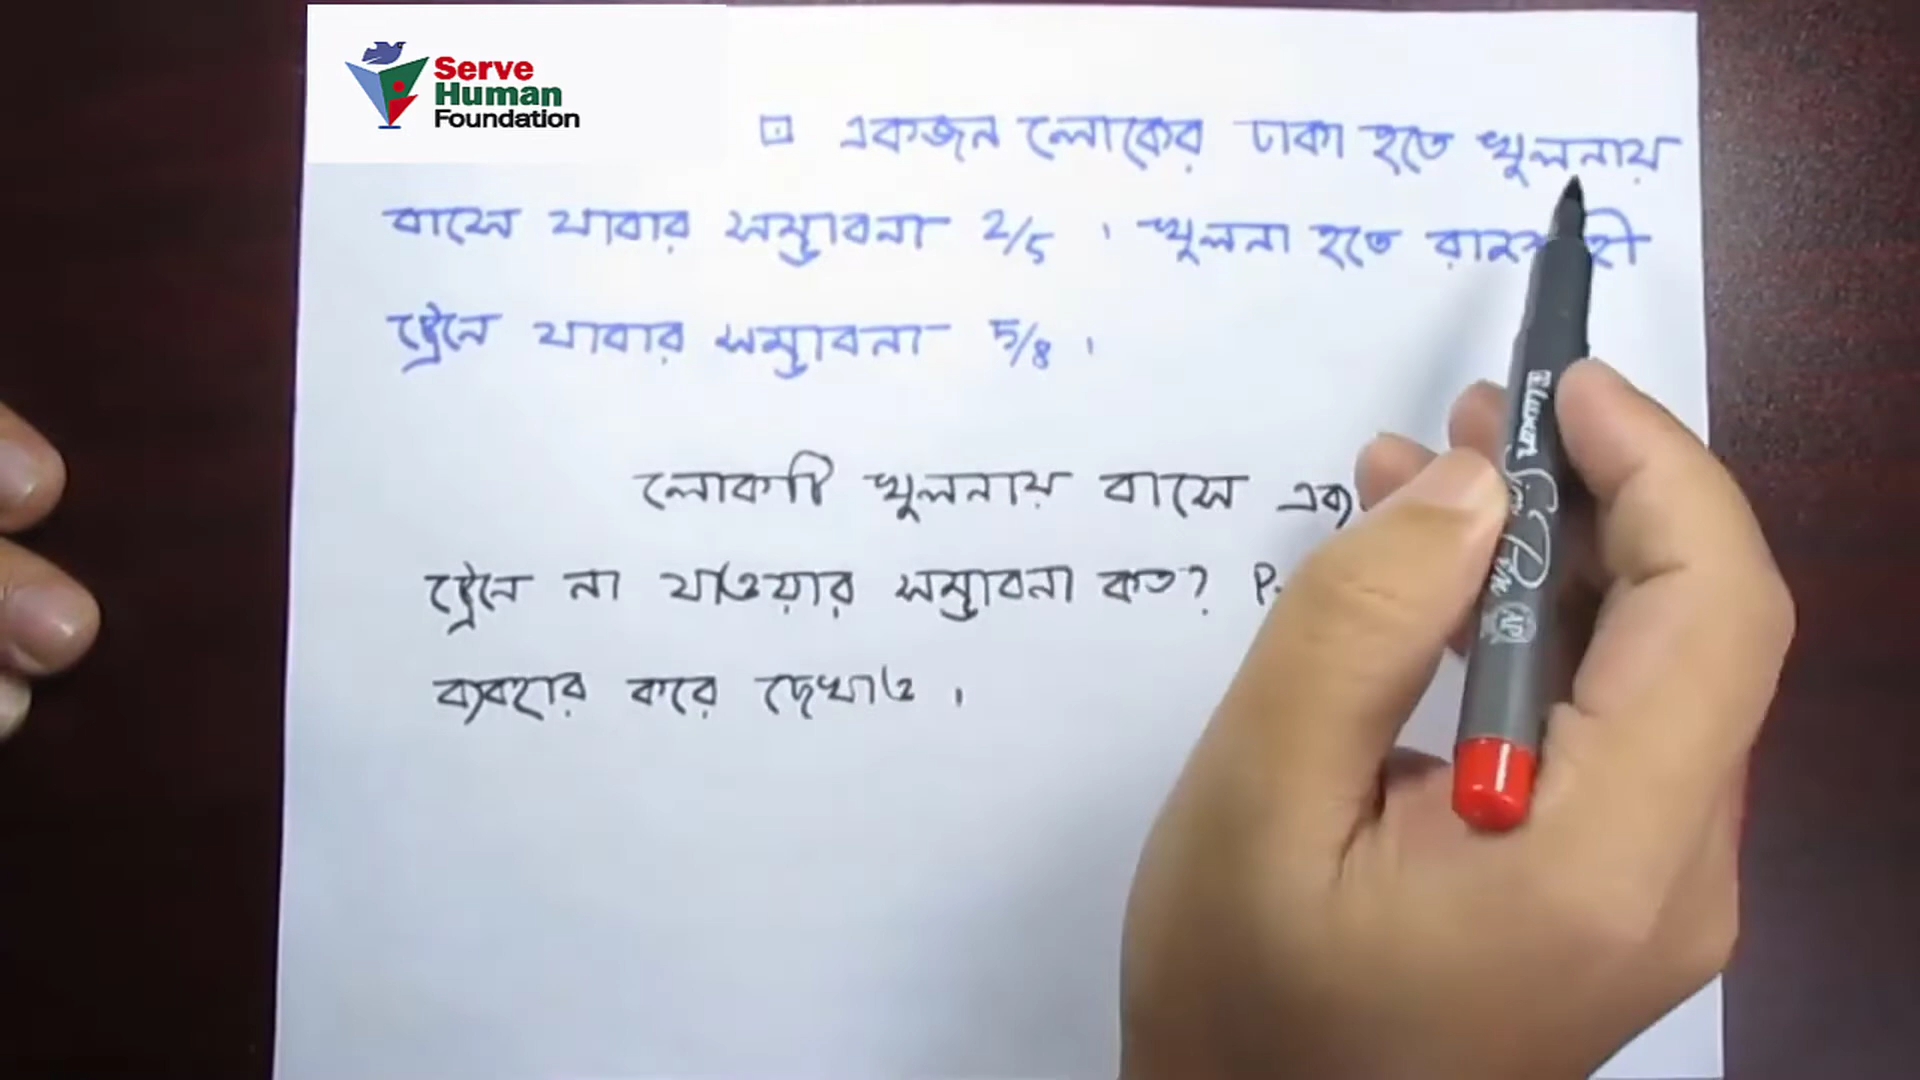 Serve
Human
Foundation
□ একজন লোকের ঢাকা হতে খুলনায়
বাসে যাবার সম্ভাবনা 2/5 । খুলনা হতে
ট্রেনে যাবার সম্ভাবনা 5/8 ।
লোকটি খুলনায় বাসে
ট্রেনে না যাওয়ার সম্ভাবনা কত? P.
ব্যবহার করে দেখাও ।